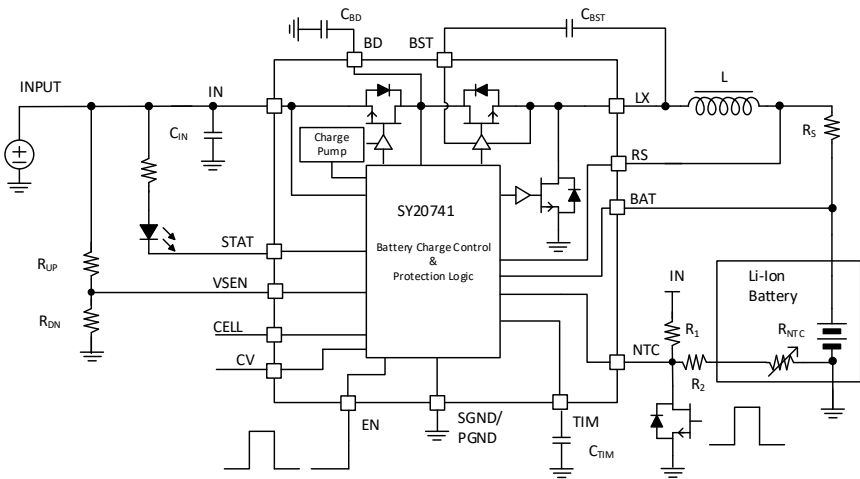 CBD
BD
BST
CBST
INPUT
IN
LX
L
CIN
Charge
Pump
RS
RS
SY20741
BAT
Battery Charge Control
&
Protection Logic
STAT
RUP
VSEN
IN
Li-Ion
Battery
RDN
CELL
R1
RNTC
CV
NTC
R2
EN
SGND/
PGND
TIM
CTIM